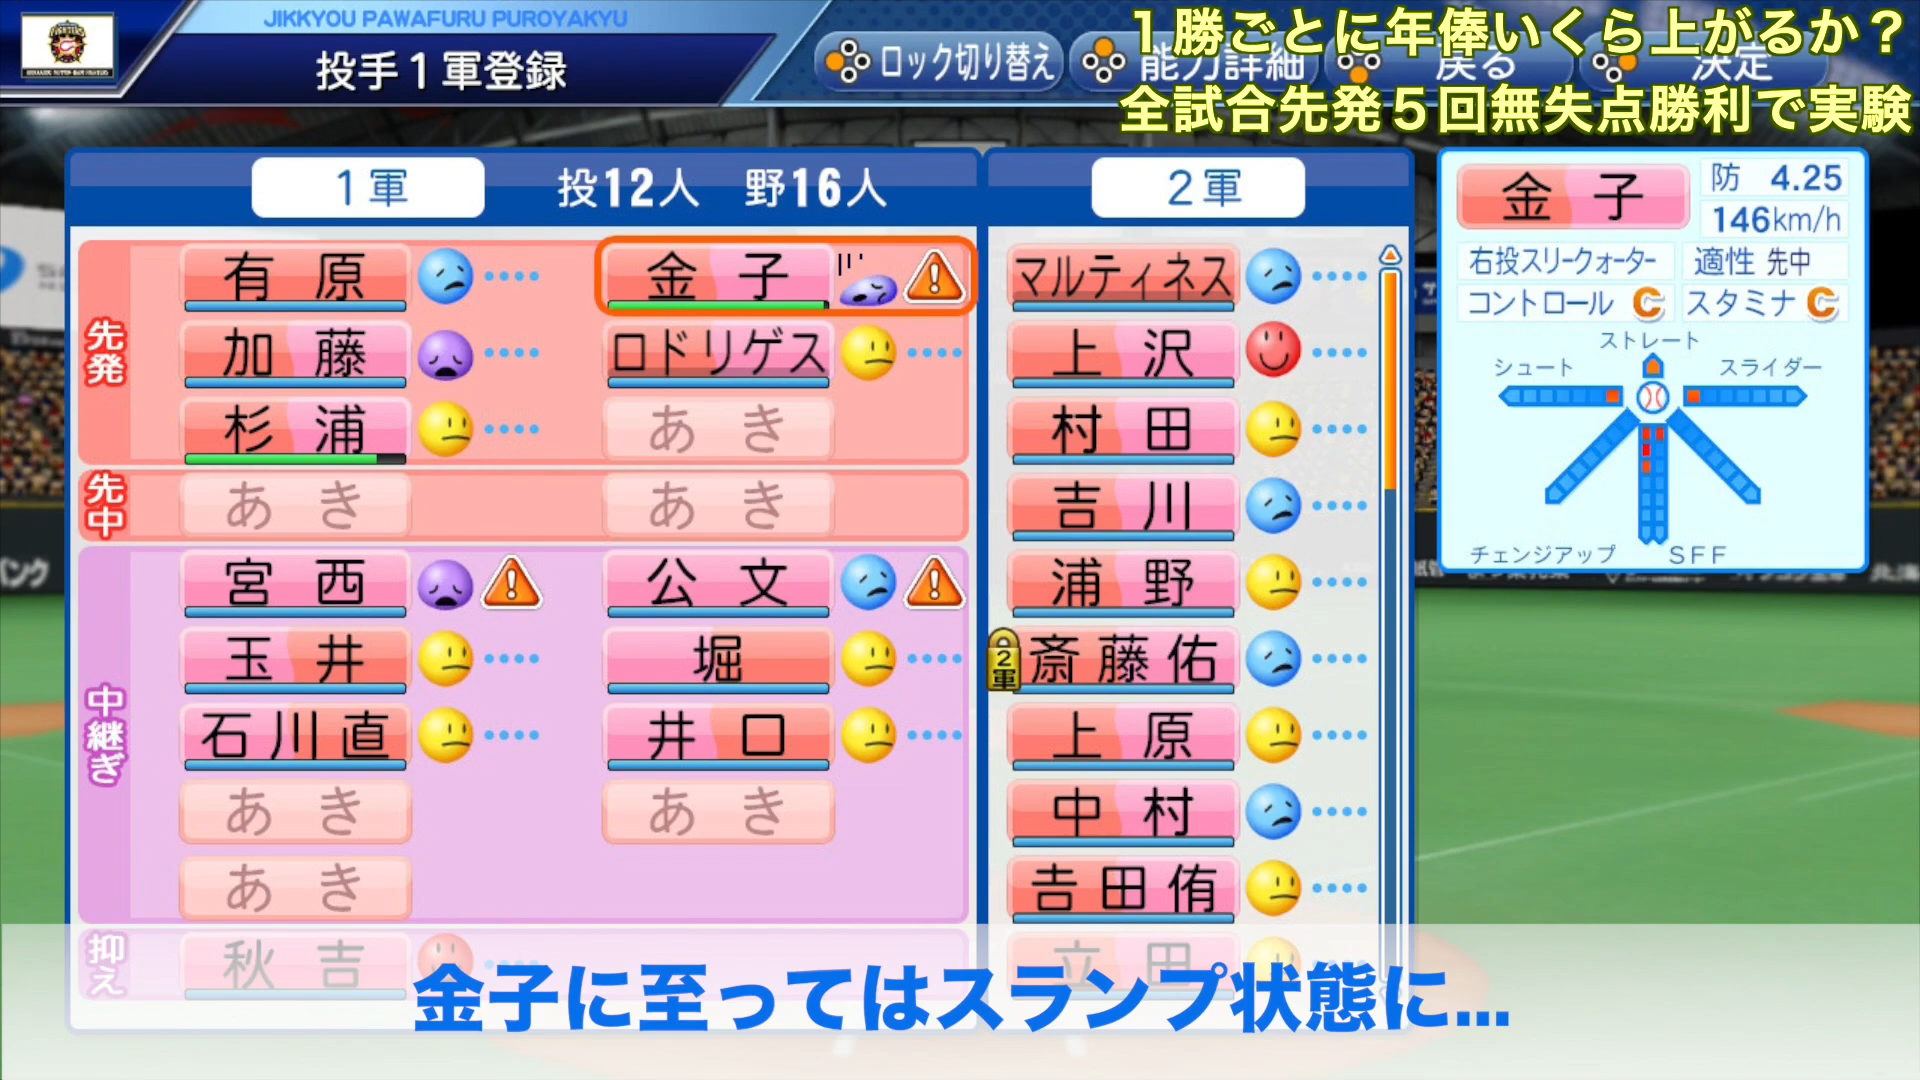 JIKKYOU PAWAFURU PUROYAKYU
投手1軍登録
ロック切り替え
能力詳細
戻る
決定
1勝ごとに年俸いくら上がるか？
全試合先発5回無失点勝利で実験
1軍
投12人 野16人
2軍
先発
有原
金子
加藤
ロドリゲス
杉浦
あき
先中
あき
あき
中継ぎ
宮西
公文
玉井
堀
石川直
井口
あき
あき
あき
抑え
秋吉
マルティネス
上沢
村田
吉川
浦野
2軍
斎藤佑
上原
中村
吉田侑
立田
金子
防 4.25
146km/h
右投スリークォーター
適性 先中
コントロール C
スタミナ C
ストレート
シュート
スライダー
チェンジアップ
SFF
金子に至ってはスランプ状態に...